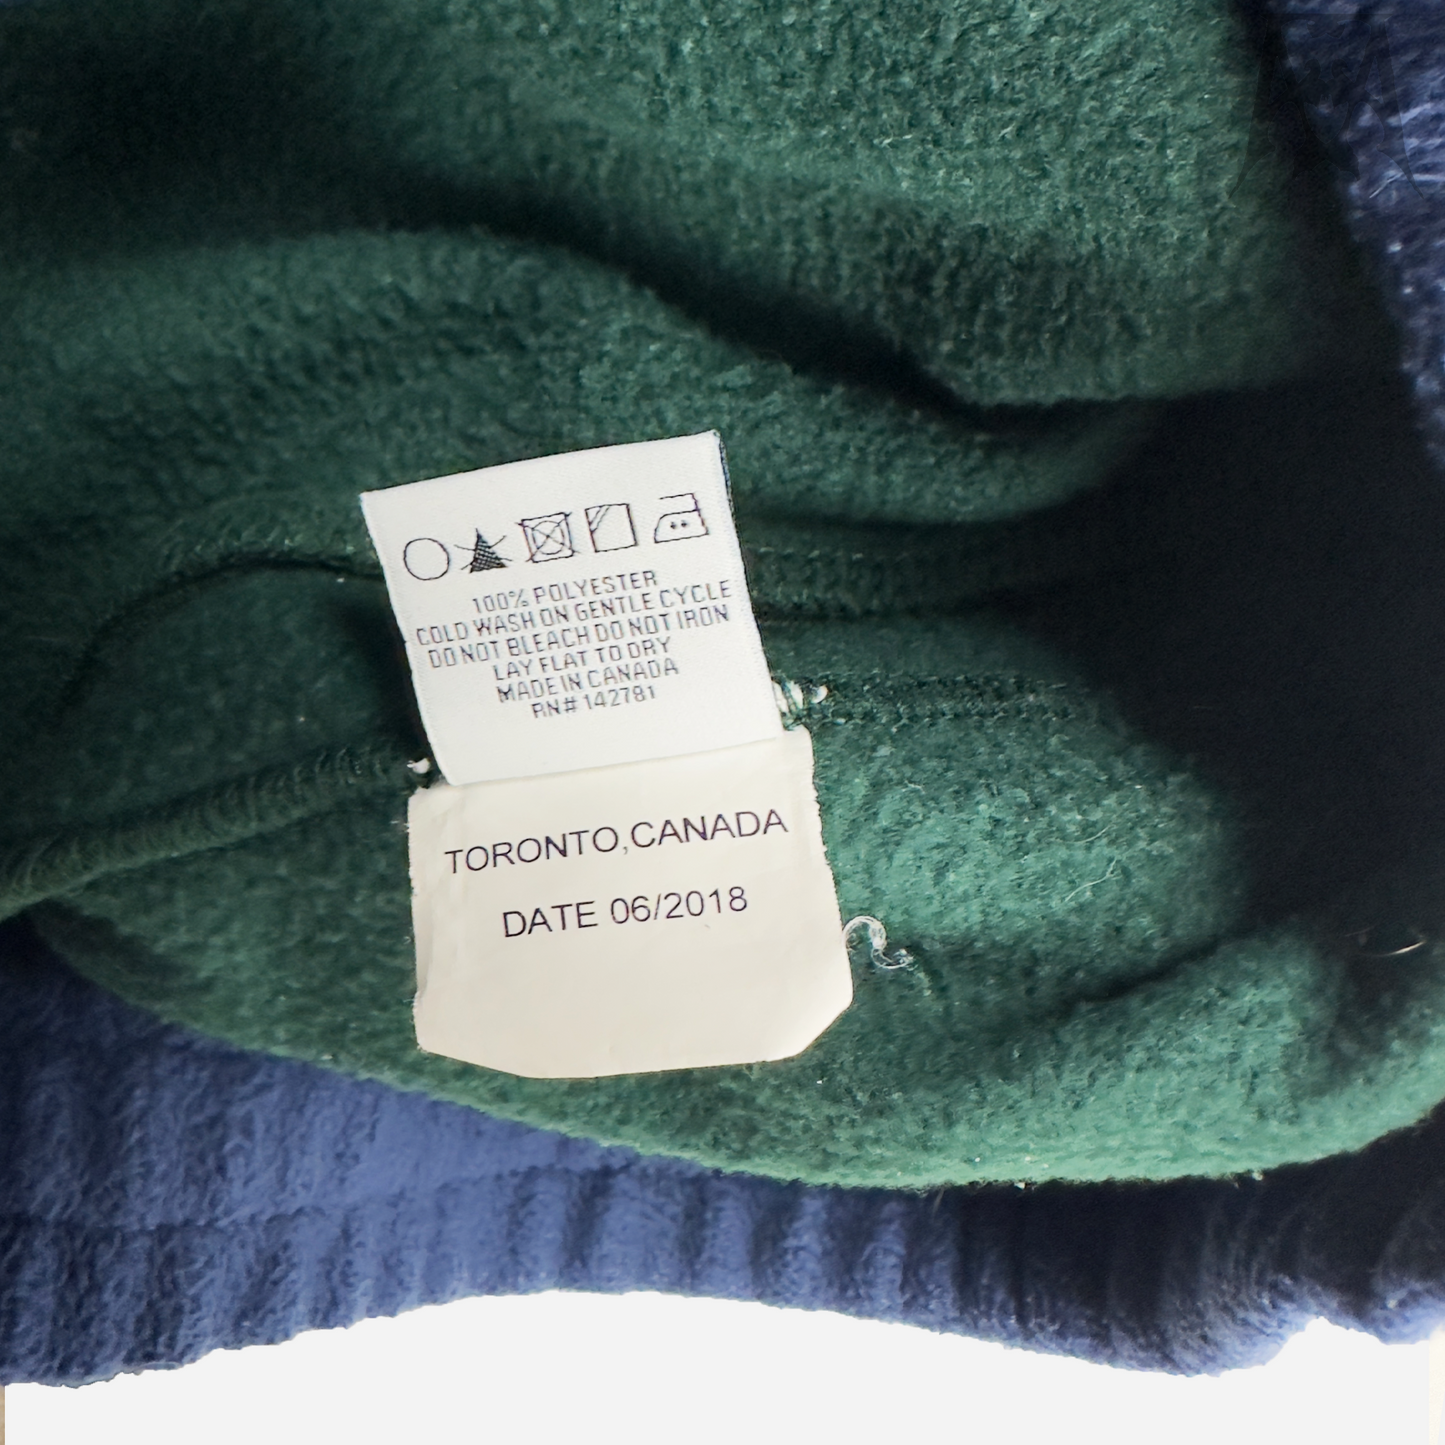 100% POLYESTER
COLD WASH ON GENTLE CYCLE
DO NOT BLEACH DO NOT IRON
LAY FLAT TO DRY
MADE IN CANADA
RN# 142781
TORONTO,CANADA
DATE 06/2018